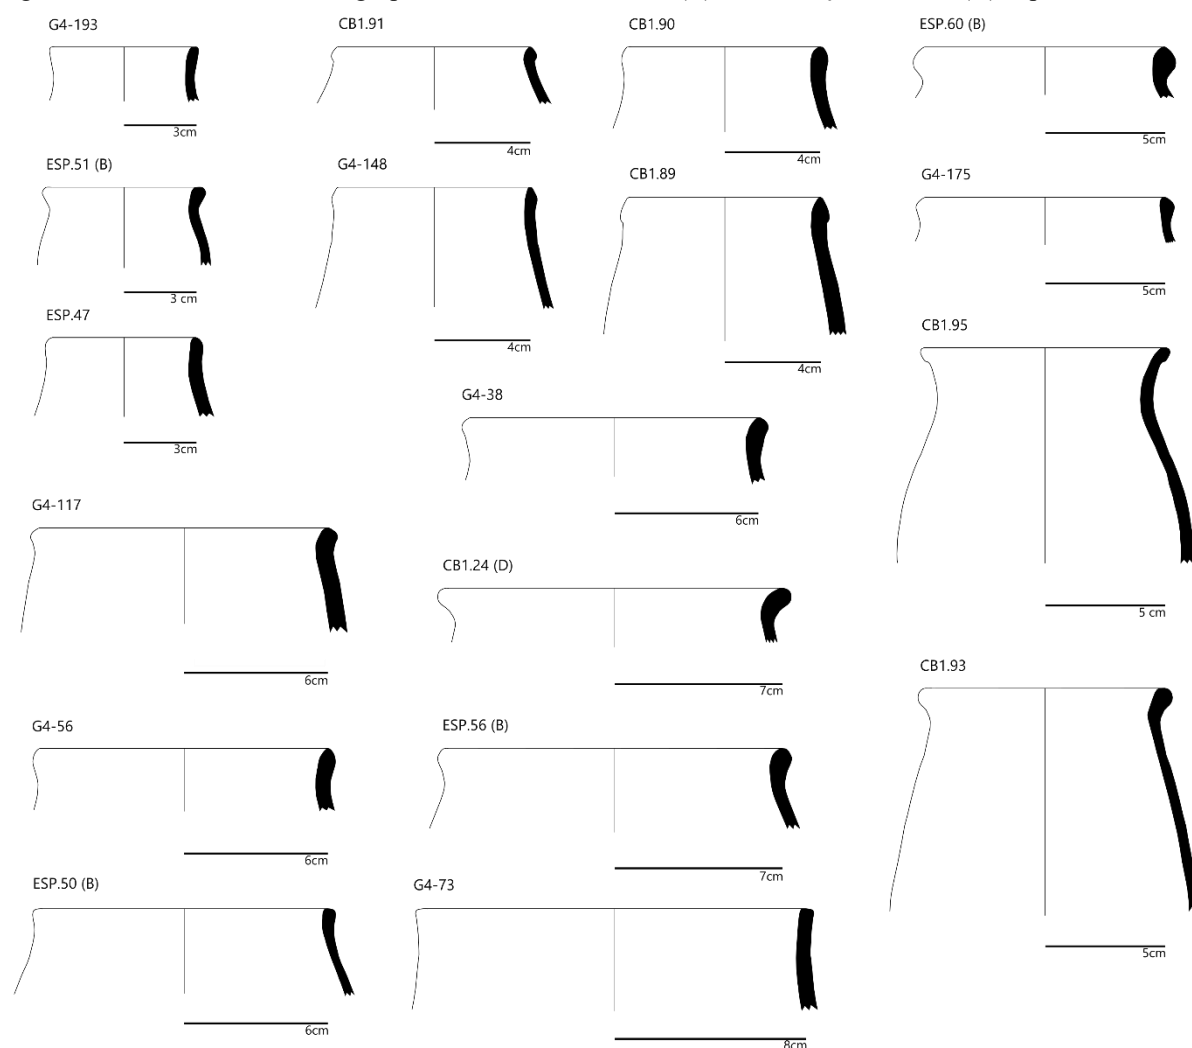 G4-193
CB1.91
CB1.90
ESP.60 (B)
3cm
4cm
4cm
5cm
ESP.51 (B)
G4-148
CB1.89
G4-175
3 cm
4cm
4cm
5cm
ESP.47
CB1.95
3cm
G4-38
6cm
5 cm
G4-117
6cm
CB1.24 (D)
7cm
CB1.93
5cm
G4-56
6cm
ESP.56 (B)
7cm
ESP.50 (B)
6cm
G4-73
8cm